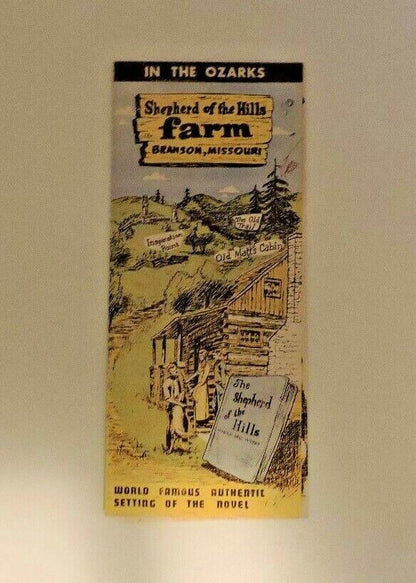 IN THE OZARKS
Shepherd of the Hills
farm
BRANSON, MISSOURI
The Old
Trail
Inspiration
Point
Old Matt's Cabin
The
Shepherd
of the
Hills
WORLD FAMOUS AUTHENTIC
SETTING OF THE NOVEL